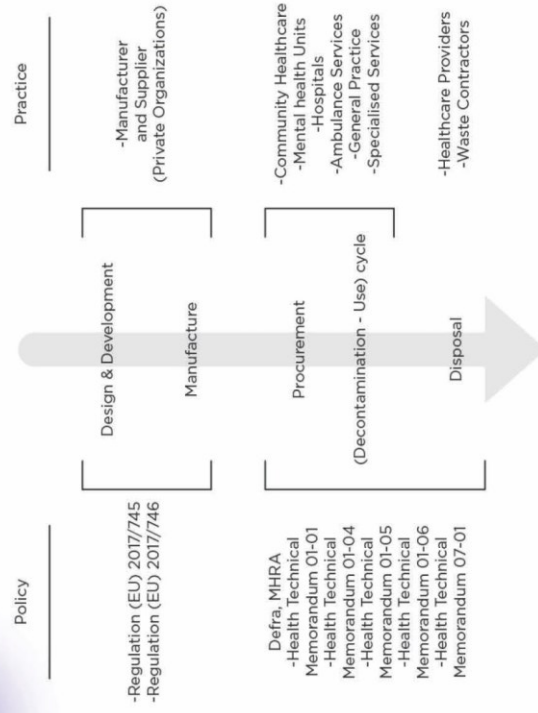 Policy
-Regulation (EU) 2017/745
-Regulation (EU) 2017/746
Defra, MHRA
-Health Technical
Memorandum 01-01
-Health Technical
Memorandum 01-04
-Health Technical
Memorandum 01-05
-Health Technical
Memorandum 01-06
-Health Technical
Memorandum 07-01
Design & Development
Manufacture
Procurement
(Decontamination - Use) cycle
Disposal
Practice
-Manufacturer
and Supplier
(Private Organizations)
-Community Healthcare
-Mental health Units
-Hospitals
-Ambulance Services
-General Practice
-Specialised Services
-Healthcare Providers
-Waste Contractors